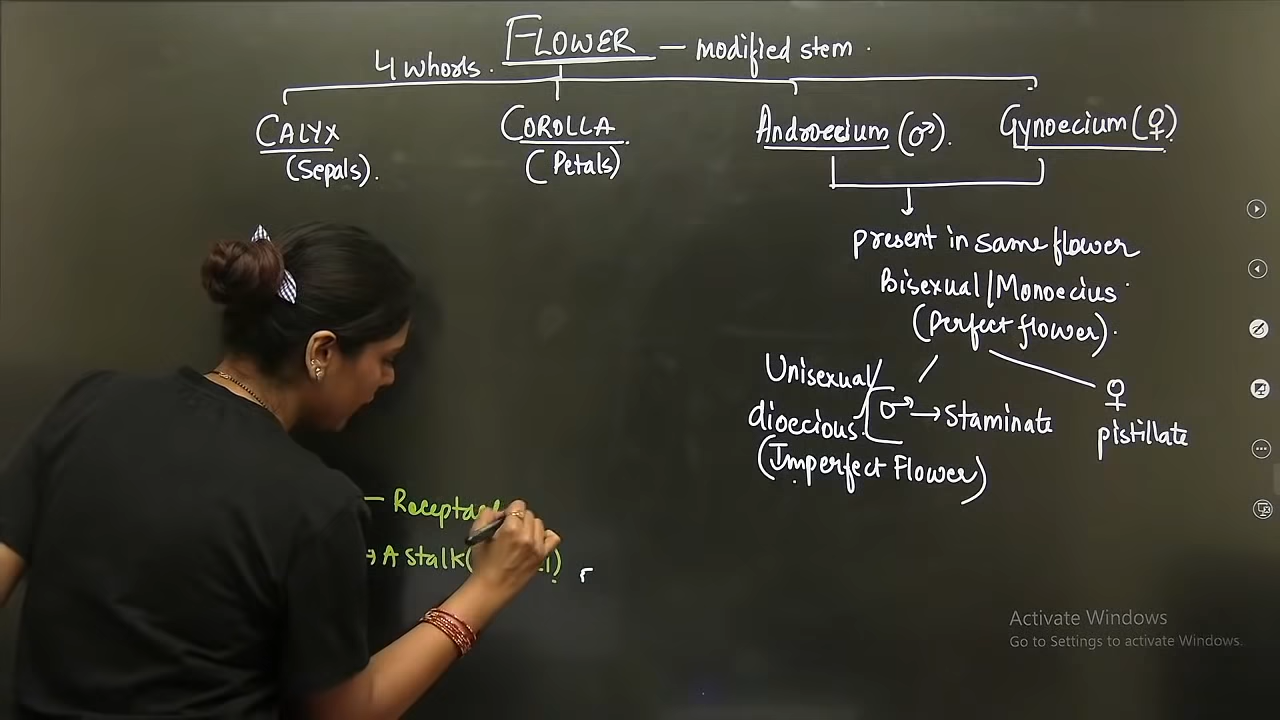 FLOWER — modified stem .
4 whorls .
CALYX
(Sepals).
COROLLA
(Petals)
Androecium (♂).
Gynoecium (♀)
present in same flower
Bisexual/Monoecius
(Perfect flower).
Unisexual/
dioecious.
(Imperfect Flower)
♂ → Staminate
♀
pistillate
— 
→ A stalk(
Activate Windows
Go to Settings to activate Windows.